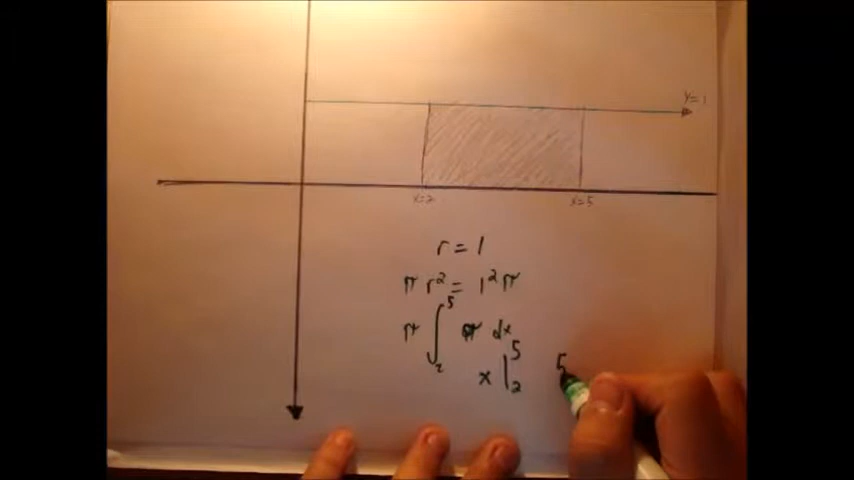 y=1
x=2 x=5
r = 1
π r² = 1² π
π ∫₂⁵ dx
x |₂⁵ 5